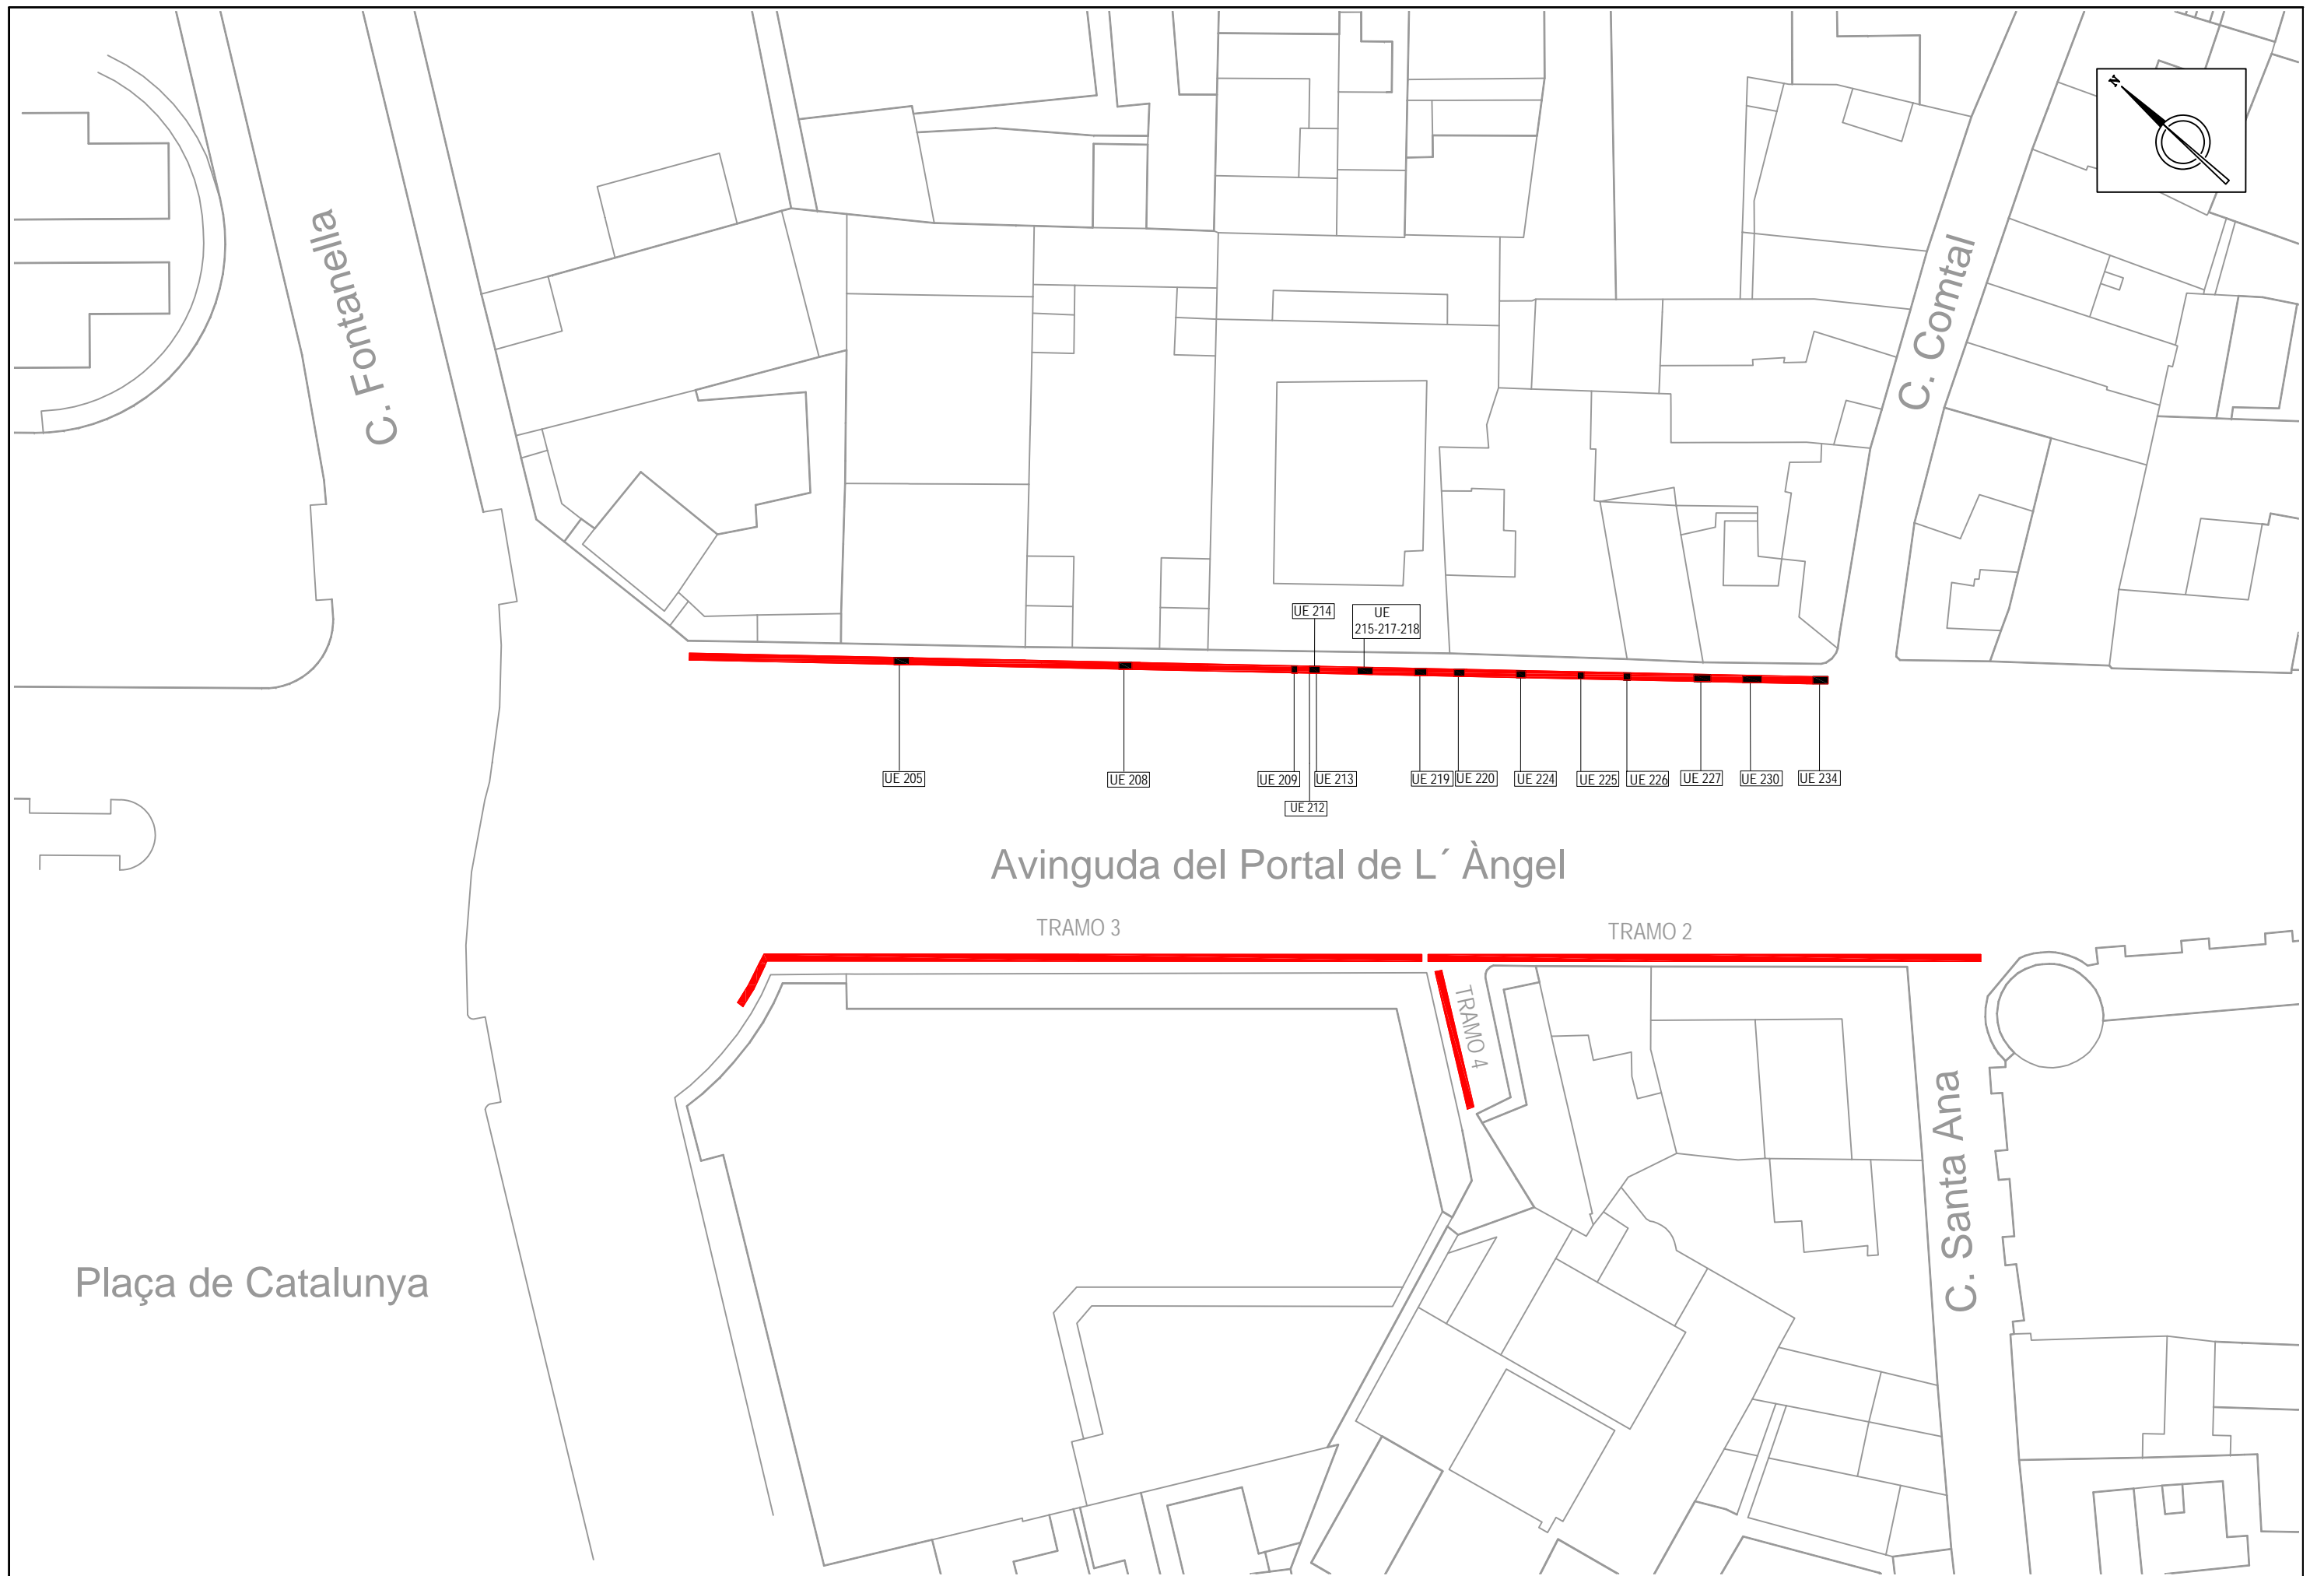 N
C. Fontanella
C. Comtal
UE 214
UE
215-217-218
UE 205
UE 208
UE 209
UE 213
UE 219
UE 220
UE 224
UE 225
UE 226
UE 227
UE 230
UE 234
UE 212
Avinguda del Portal de L´ Àngel
TRAMO 3
TRAMO 2
TRAMO 4
C. Santa Ana
Plaça de Catalunya